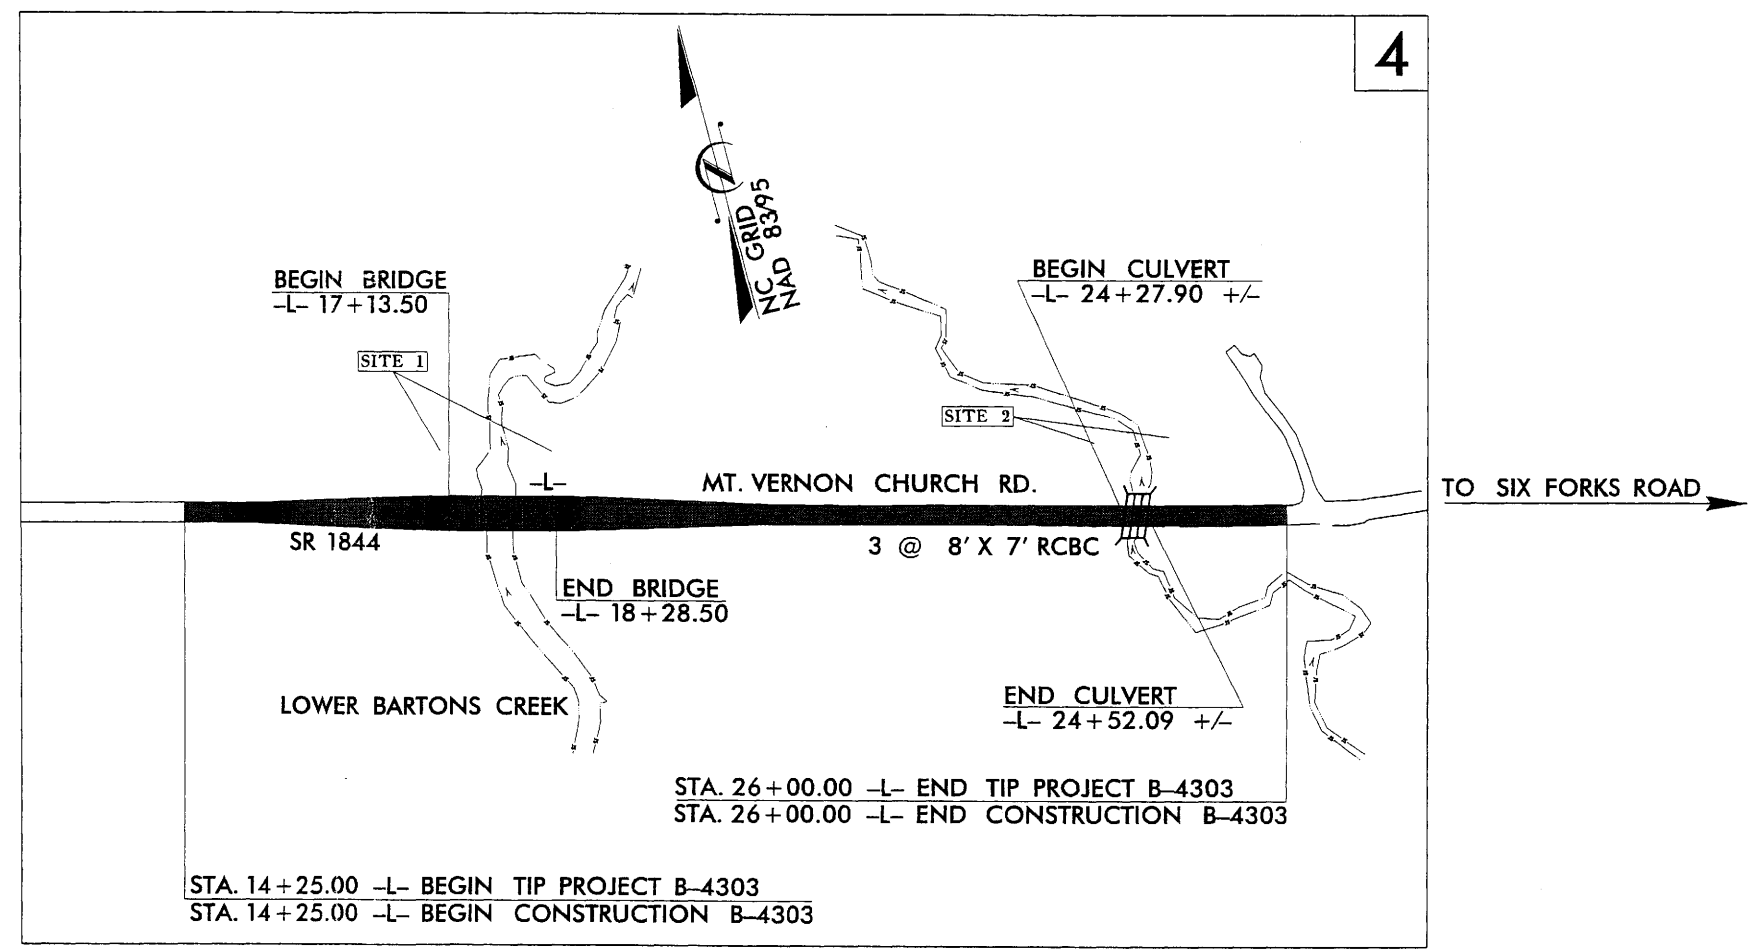 4
NC GRID
NAD 83/95
BEGIN BRIDGE
-L- 17+13.50
SITE 1
BEGIN CULVERT
-L- 24+27.90 +/-
SITE 2
-L-
MT. VERNON CHURCH RD.
TO SIX FORKS ROAD
SR 1844
3 @ 8' X 7' RCBC
END BRIDGE
-L- 18+28.50
LOWER BARTONS CREEK
END CULVERT
-L- 24+52.09 +/-
STA. 26+00.00 -L- END TIP PROJECT B-4303
STA. 26+00.00 -L- END CONSTRUCTION B-4303
STA. 14+25.00 -L- BEGIN TIP PROJECT B-4303
STA. 14+25.00 -L- BEGIN CONSTRUCTION B-4303